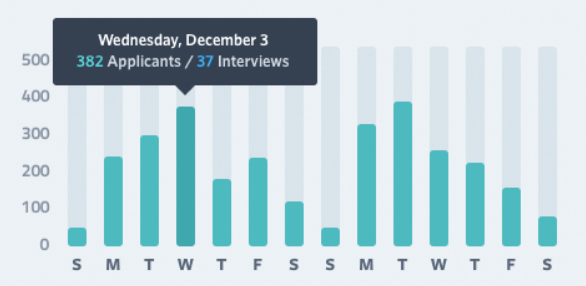 Wednesday, December 3
382 Applicants / 37 Interviews
500
400
300
200
100
0
S M T W T F S S M T W T F S